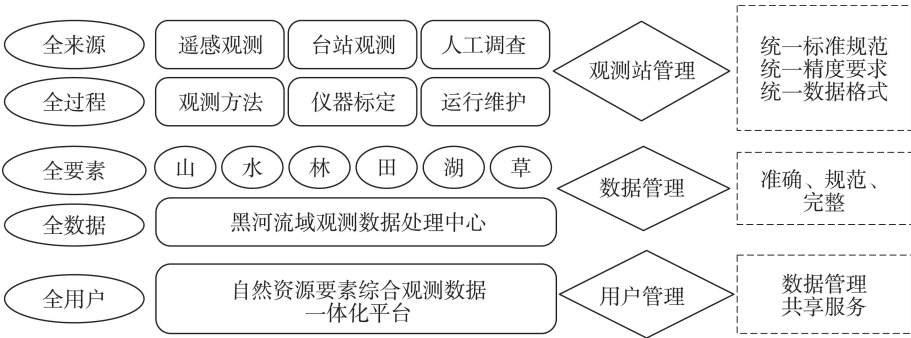 全来源 遥感观测 台站观测 人工调查
全过程 观测方法 仪器标定 运行维护
观测站管理
统一标准规范
统一精度要求
统一数据格式
全要素 山 水 林 田 湖 草
全数据 黑河流域观测数据处理中心
数据管理
准确、规范、
完整
全用户
自然资源要素综合观测数据
一体化平台
用户管理
数据管理
共享服务